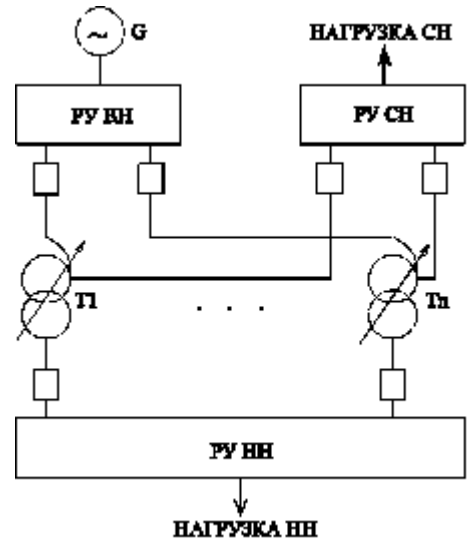 G
НАГРУЗКА СН
РУ ВН
РУ СН
Т1
. . .
Тn
РУ НН
НАГРУЗКА НН